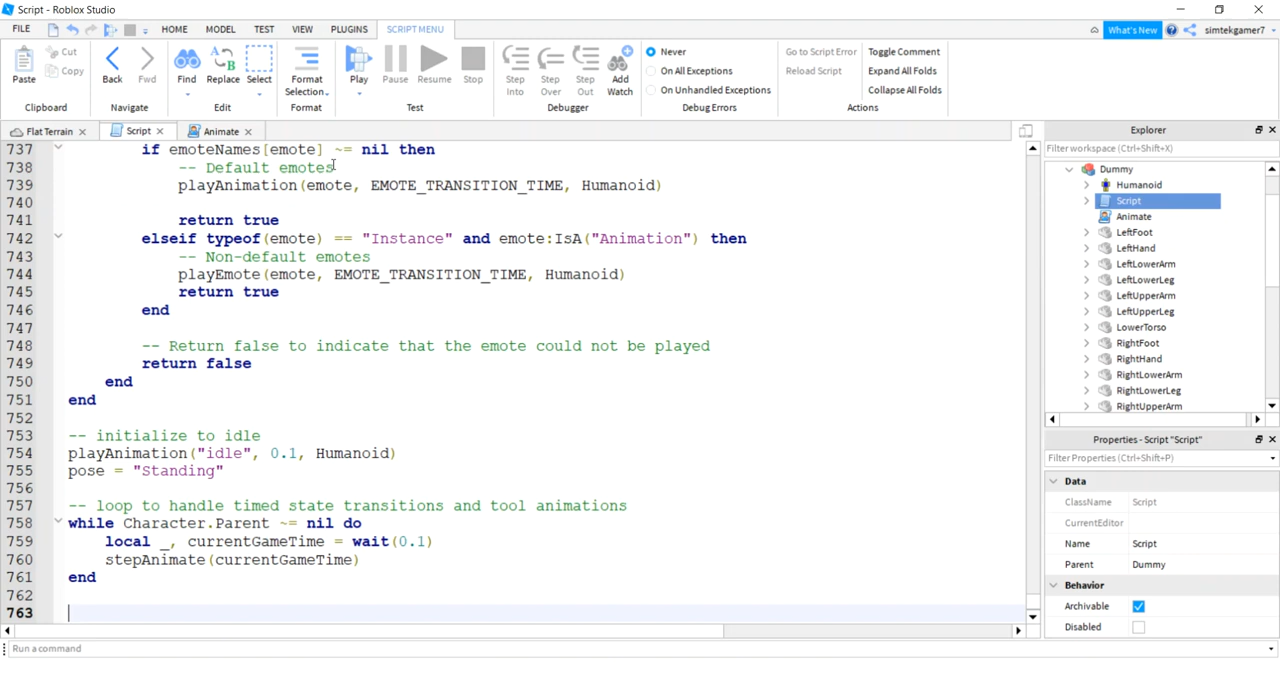 Script - Roblox Studio
FILE HOME MODEL TEST VIEW PLUGINS SCRIPT MENU What's New simtekgamer7
Paste Cut Copy Back Fwd Find Replace Select Format Selection Play Pause Resume Stop Step Into Step Over Step Out Add Watch Never On All Exceptions On Unhandled Exceptions Go to Script Error Reload Script Toggle Comment Expand All Folds Collapse All Folds
Clipboard Navigate Edit Format Test Debugger Debug Errors Actions
Flat Terrain Script Animate
737 if emoteNames[emote] ~= nil then
738 -- Default emotes
739 playAnimation(emote, EMOTE_TRANSITION_TIME, Humanoid)
740
741 return true
742 elseif typeof(emote) == "Instance" and emote:IsA("Animation") then
743 -- Non-default emotes
744 playEmote(emote, EMOTE_TRANSITION_TIME, Humanoid)
745 return true
746 end
747
748 -- Return false to indicate that the emote could not be played
749 return false
750 end
751 end
752
753 -- initialize to idle
754 playAnimation("idle", 0.1, Humanoid)
755 pose = "Standing"
756
757 -- loop to handle timed state transitions and tool animations
758 while Character.Parent ~= nil do
759 local _, currentGameTime = wait(0.1)
760 stepAnimate(currentGameTime)
761 end
762
763
Run a command
Explorer
Filter workspace (Ctrl+Shift+X)
Dummy
Humanoid
Script
Animate
LeftFoot
LeftHand
LeftLowerArm
LeftLowerLeg
LeftUpperArm
LeftUpperLeg
LowerTorso
RightFoot
RightHand
RightLowerArm
RightLowerLeg
RightUpperArm
Properties - Script "Script"
Filter Properties (Ctrl+Shift+P)
Data
ClassName Script
CurrentEditor
Name Script
Parent Dummy
Behavior
Archivable
Disabled